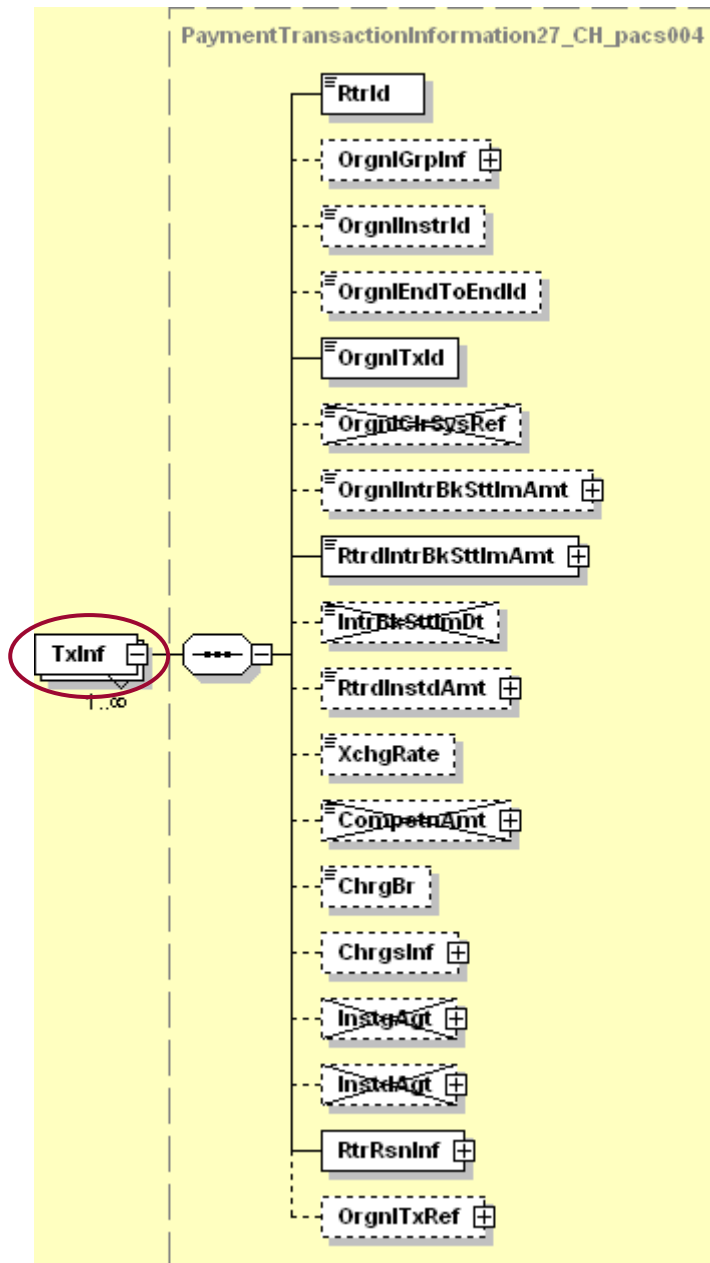 PaymentTransactionInformation27_CH_pacs004
RtrId
OrgnlGrpInf
OrgnlInstrId
OrgnlEndToEndId
OrgnlTxId
OrgnlClrSysRef
OrgnlIntrBkSttlmAmt
RtrdIntrBkSttlmAmt
IntrBkSttlmDt
TxInf
1..∞
RtrdInstdAmt
XchgRate
CompstnAmt
ChrgBr
ChrgsInf
InstgAgt
InstdAgt
RtrRsnInf
OrgnlTxRef